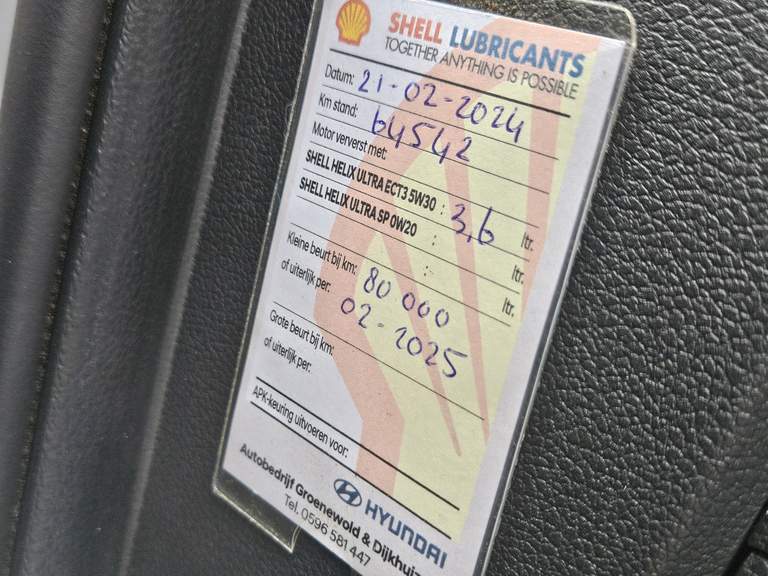 SHELL LUBRICANTS
TOGETHER ANYTHING IS POSSIBLE
Datum: 21-02-2024
Km stand: 64542
Motor ververst met:
SHELL HELIX ULTRA ECT3 5W30 : 3,6 ltr.
SHELL HELIX ULTRA SP 0W20 : ltr.
: ltr.
Kleine beurt bij km: 80 000
of uiterlijk per: 02-2025
Grote beurt bij km:
of uiterlijk per:
APK-keuring uitvoeren voor:
HYUNDAI
Autobedrijf Groenewold & Dijkhuiz
Tel. 0596 581 447